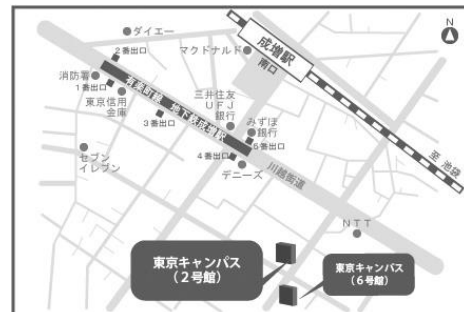 N
ダイエー
マクドナルド
成増駅
南口
2番出口
消防署
1番出口
東京信用
金庫
有楽町線 地下鉄成増駅
3番出口
三井住友
UFJ
銀行
みずほ
銀行
5番出口
4番出口
デニーズ
セブン
イレブン
川越街道
至 池袋
NTT
東京キャンパス
(2号館)
東京キャンパス
(6号館)